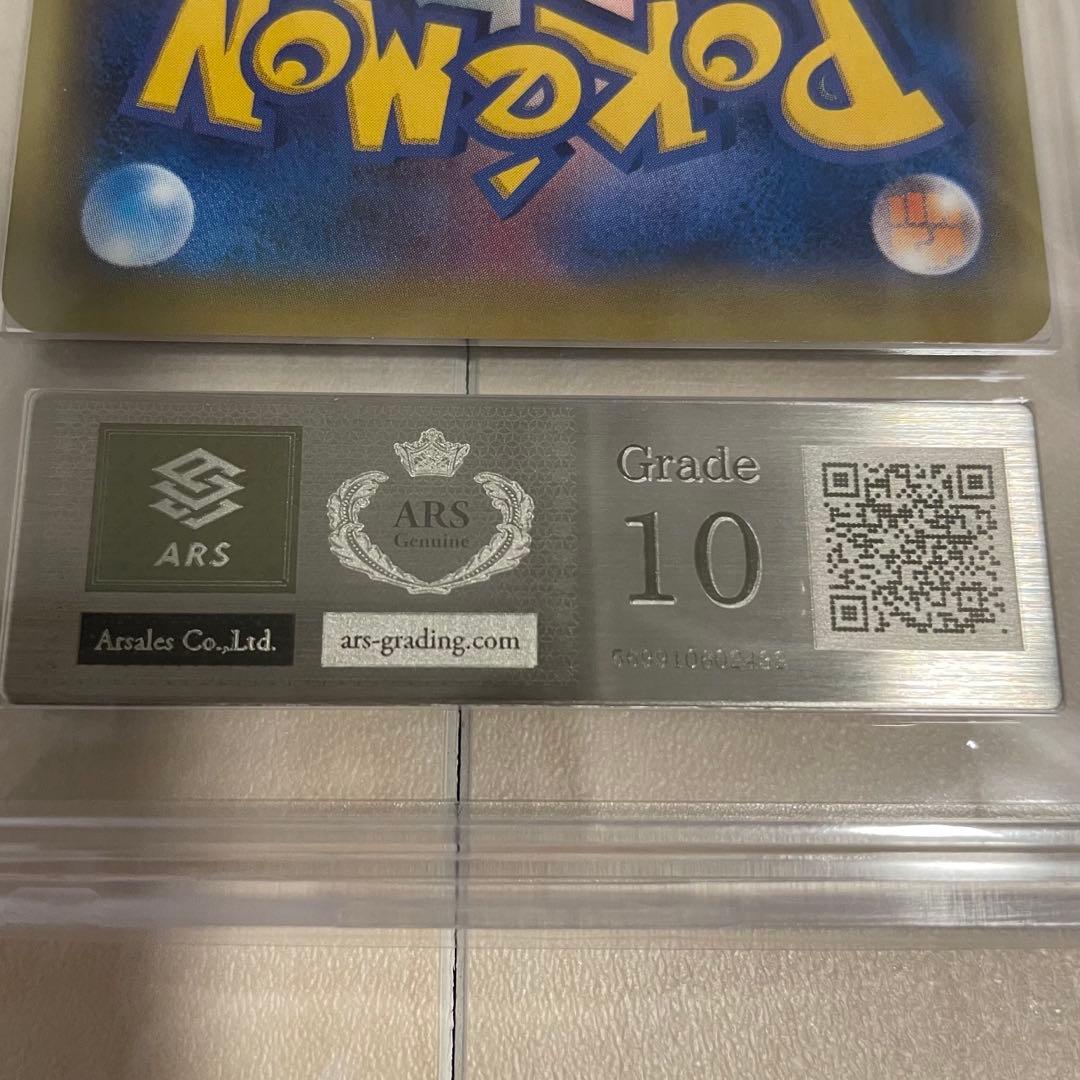 POKéMON
ARS
Arsales Co.,Ltd.
ARS
Genuine
ars-grading.com
Grade
10